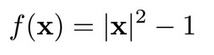 f(𝐱) = |𝐱|² − 1